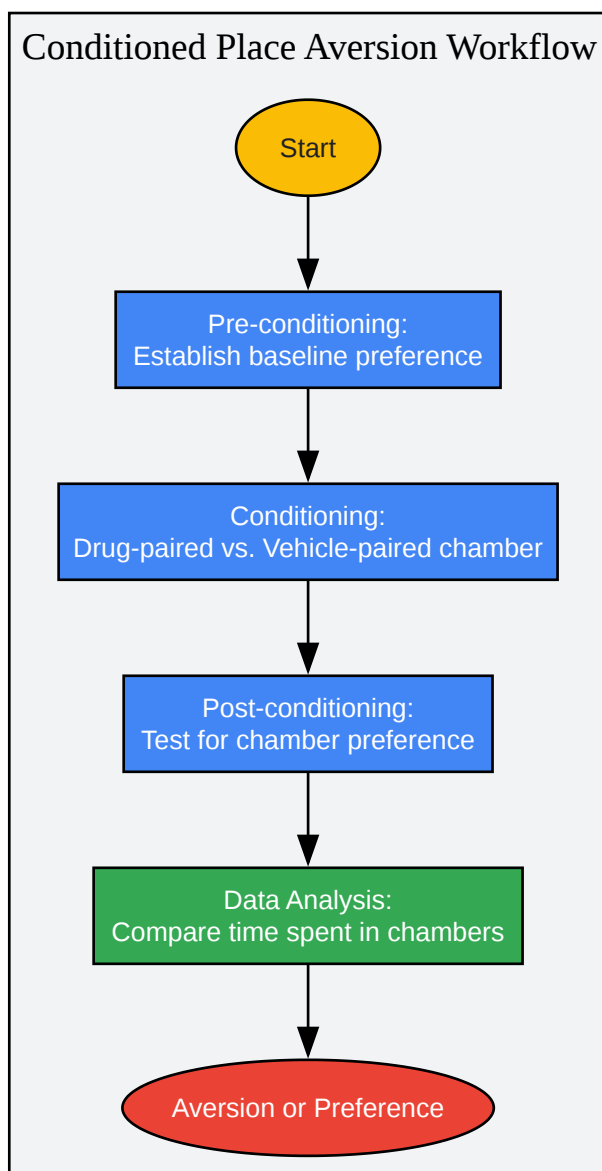 Conditioned Place Aversion Workflow
Start
Pre-conditioning:
Establish baseline preference
Conditioning:
Drug-paired vs. Vehicle-paired chamber
Post-conditioning:
Test for chamber preference
Data Analysis:
Compare time spent in chambers
Aversion or Preference